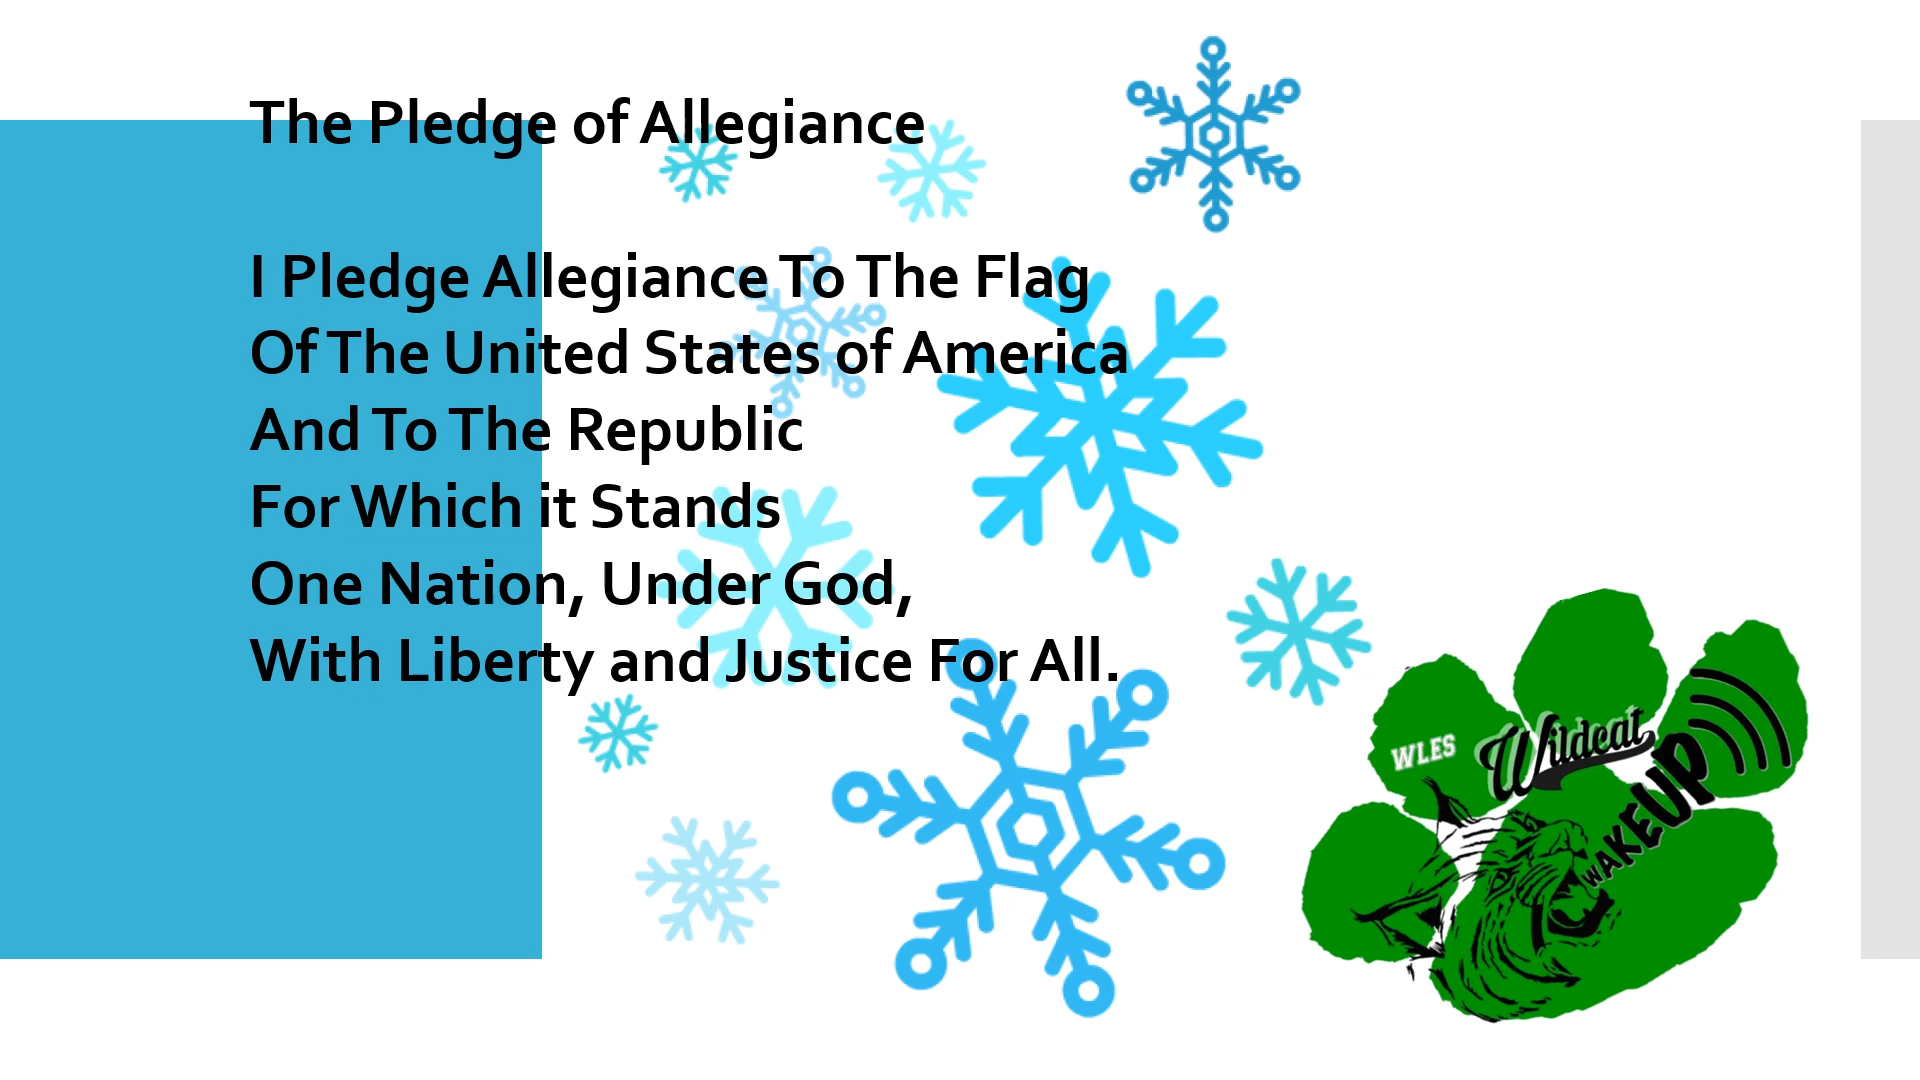 The Pledge of Allegiance
I Pledge Allegiance To The Flag
Of The United States of America
And To The Republic
For Which it Stands
One Nation, Under God,
With Liberty and Justice For All.
WLES
Wildcat
WAKEUP